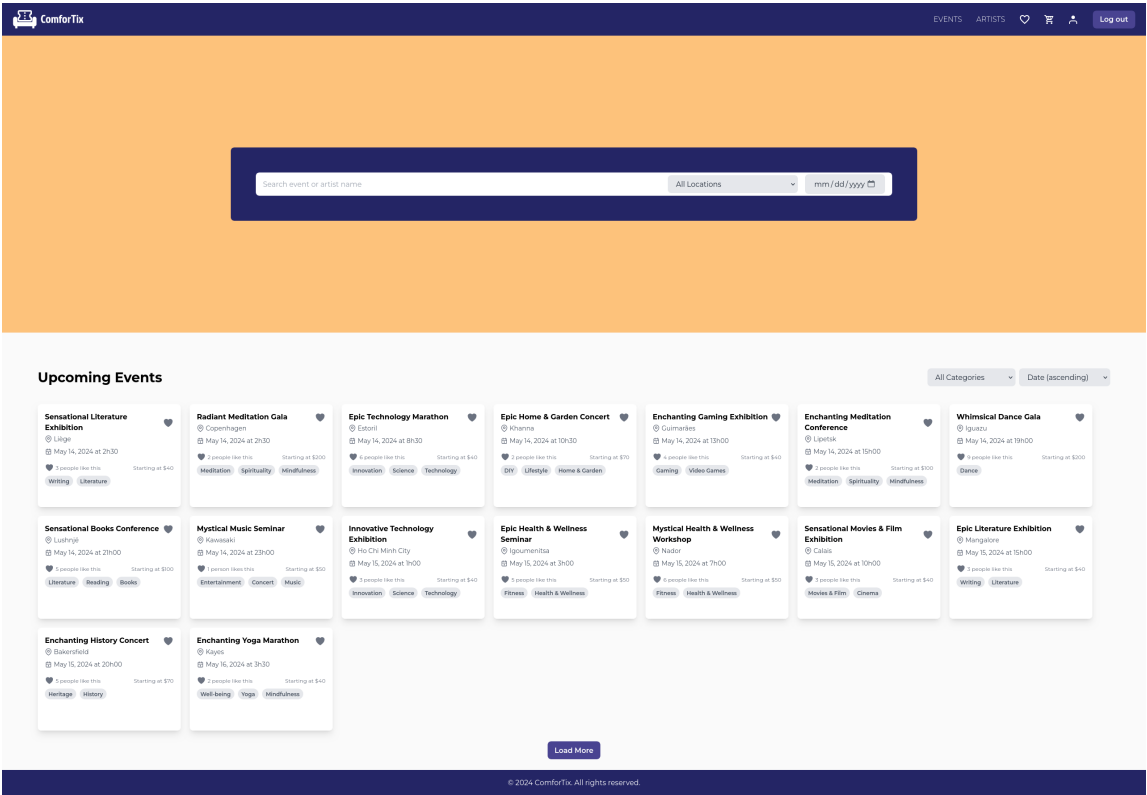 ComforTix
EVENTS ARTISTS Log out
Search event or artist name All Locations mm/dd/yyyy
Upcoming Events
All Categories Date (ascending)
Sensational Literature
Exhibition
Liège
May 14, 2024 at 2h30
3 people like this Starting at $40
Writing Literature
Radiant Meditation Gala
Copenhagen
May 14, 2024 at 2h30
2 people like this Starting at $200
Meditation Spirituality Mindfulness
Epic Technology Marathon
Estoril
May 14, 2024 at 8h30
6 people like this Starting at $40
Innovation Science Technology
Epic Home & Garden Concert
Khanna
May 14, 2024 at 10h30
2 people like this Starting at $70
DIY Lifestyle Home & Garden
Enchanting Gaming Exhibition
Guimarães
May 14, 2024 at 13h00
4 people like this Starting at $40
Gaming Video Games
Enchanting Meditation
Conference
Lipetsk
May 14, 2024 at 15h00
2 people like this Starting at $100
Meditation Spirituality Mindfulness
Whimsical Dance Gala
Iguazu
May 14, 2024 at 19h00
9 people like this Starting at $200
Dance
Sensational Books Conference
Lushnjë
May 14, 2024 at 21h00
5 people like this Starting at $100
Literature Reading Books
Mystical Music Seminar
Kawasaki
May 14, 2024 at 23h00
1 person likes this Starting at $50
Entertainment Concert Music
Innovative Technology
Exhibition
Ho Chi Minh City
May 15, 2024 at 1h00
3 people like this Starting at $40
Innovation Science Technology
Epic Health & Wellness
Seminar
Igoumenitsa
May 15, 2024 at 3h00
3 people like this Starting at $50
Fitness Health & Wellness
Mystical Health & Wellness
Workshop
Nador
May 15, 2024 at 7h00
6 people like this Starting at $50
Fitness Health & Wellness
Sensational Movies & Film
Exhibition
Calais
May 15, 2024 at 10h00
3 people like this Starting at $40
Movies & Film Cinema
Epic Literature Exhibition
Mangalore
May 15, 2024 at 15h00
3 people like this Starting at $40
Writing Literature
Enchanting History Concert
Bakersfield
May 15, 2024 at 20h00
5 people like this Starting at $70
Heritage History
Enchanting Yoga Marathon
Kayes
May 16, 2024 at 3h30
2 people like this Starting at $40
Well-being Yoga Mindfulness
Load More
© 2024 ComforTix. All rights reserved.